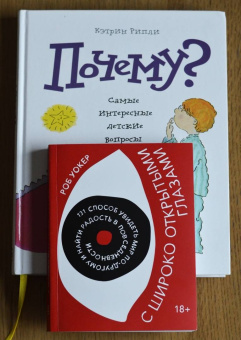 Кэтрин Рипли
Почему?
Самые
интересные
детские
вопросы
РОБ УОКЕР
131 СПОСОБ УВИДЕТЬ МИР ПО-ДРУГОМУ И НАЙТИ РАДОСТЬ В ПОВСЕДНЕВНОСТИ
С ШИРОКО ОТКРЫТЫМИ
ГЛАЗАМИ
18+